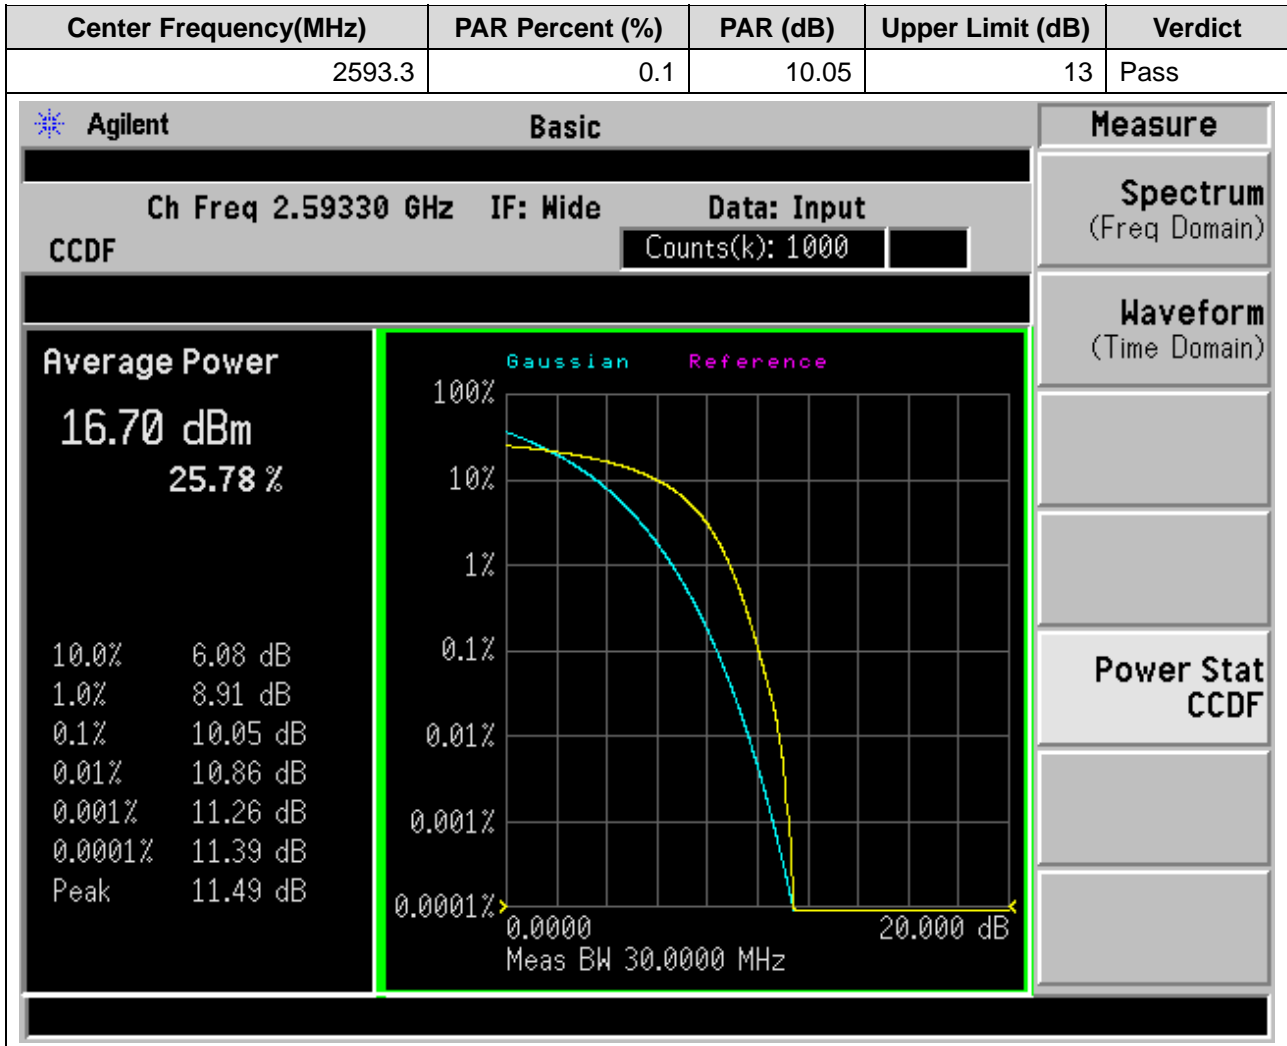 Center Frequency(MHz) PAR Percent (%) PAR (dB) Upper Limit (dB) Verdict
2593.3 0.1 10.05 13 Pass
Agilent Basic Measure
Ch Freq 2.59330 GHz IF: Wide Data: Input
CCDF Counts(k): 1000
Spectrum
(Freq Domain)
Waveform
(Time Domain)
Power Stat
CCDF
Average Power
16.70 dBm
25.78 %
10.0% 6.08 dB
1.0% 8.91 dB
0.1% 10.05 dB
0.01% 10.86 dB
0.001% 11.26 dB
0.0001% 11.39 dB
Peak 11.49 dB
Gaussian Reference
100%
10%
1%
0.1%
0.01%
0.001%
0.0001%
0.0000 20.000 dB
Meas BW 30.0000 MHz